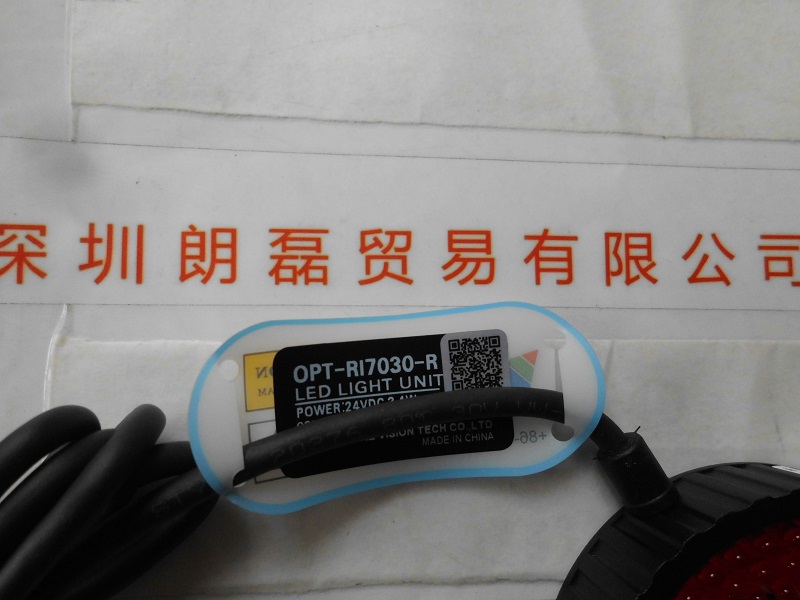 深圳朗磊贸易有限公司
OPT-RI7030-R
LED LIGHT UNIT
POWER:24VDC
VISION TECH CO.,LTD
MADE IN CHINA
+86-